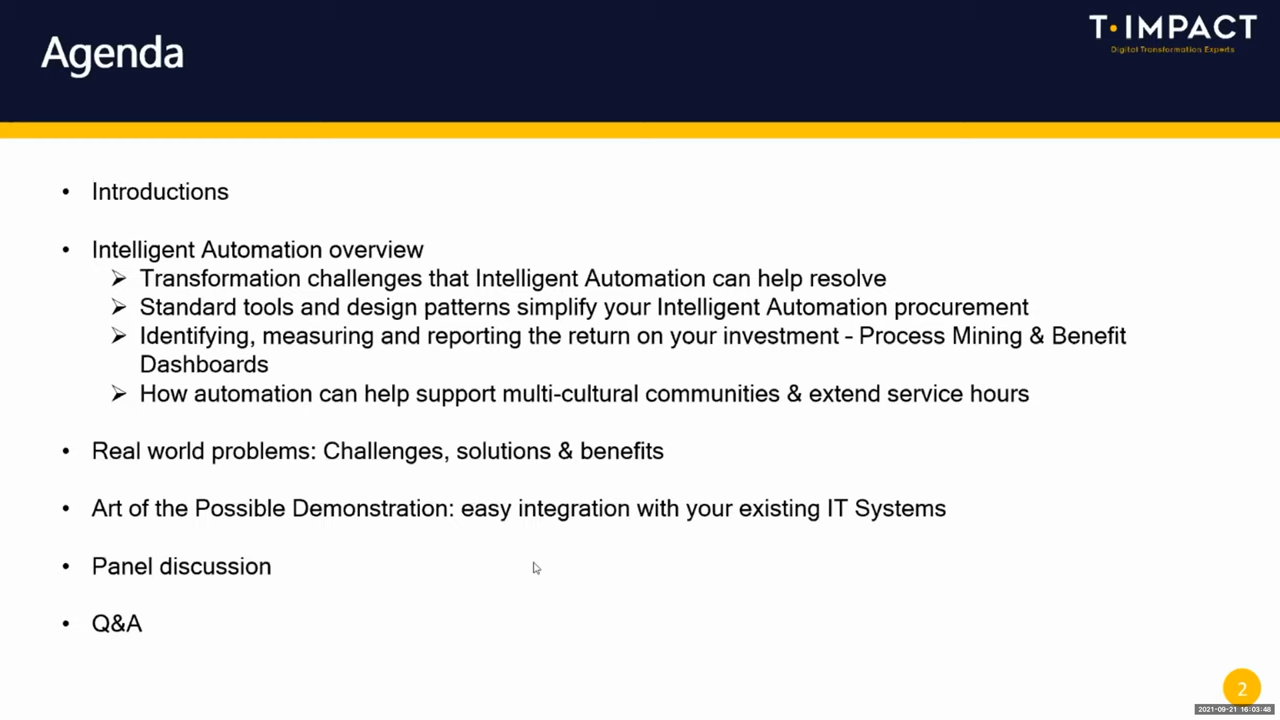 Agenda
T·IMPACT
Digital Transformation Experts
• Introductions
• Intelligent Automation overview
➢ Transformation challenges that Intelligent Automation can help resolve
➢ Standard tools and design patterns simplify your Intelligent Automation procurement
➢ Identifying, measuring and reporting the return on your investment - Process Mining & Benefit
Dashboards
➢ How automation can help support multi-cultural communities & extend service hours
• Real world problems: Challenges, solutions & benefits
• Art of the Possible Demonstration: easy integration with your existing IT Systems
• Panel discussion
• Q&A
2
2021-09-21 16:03:48